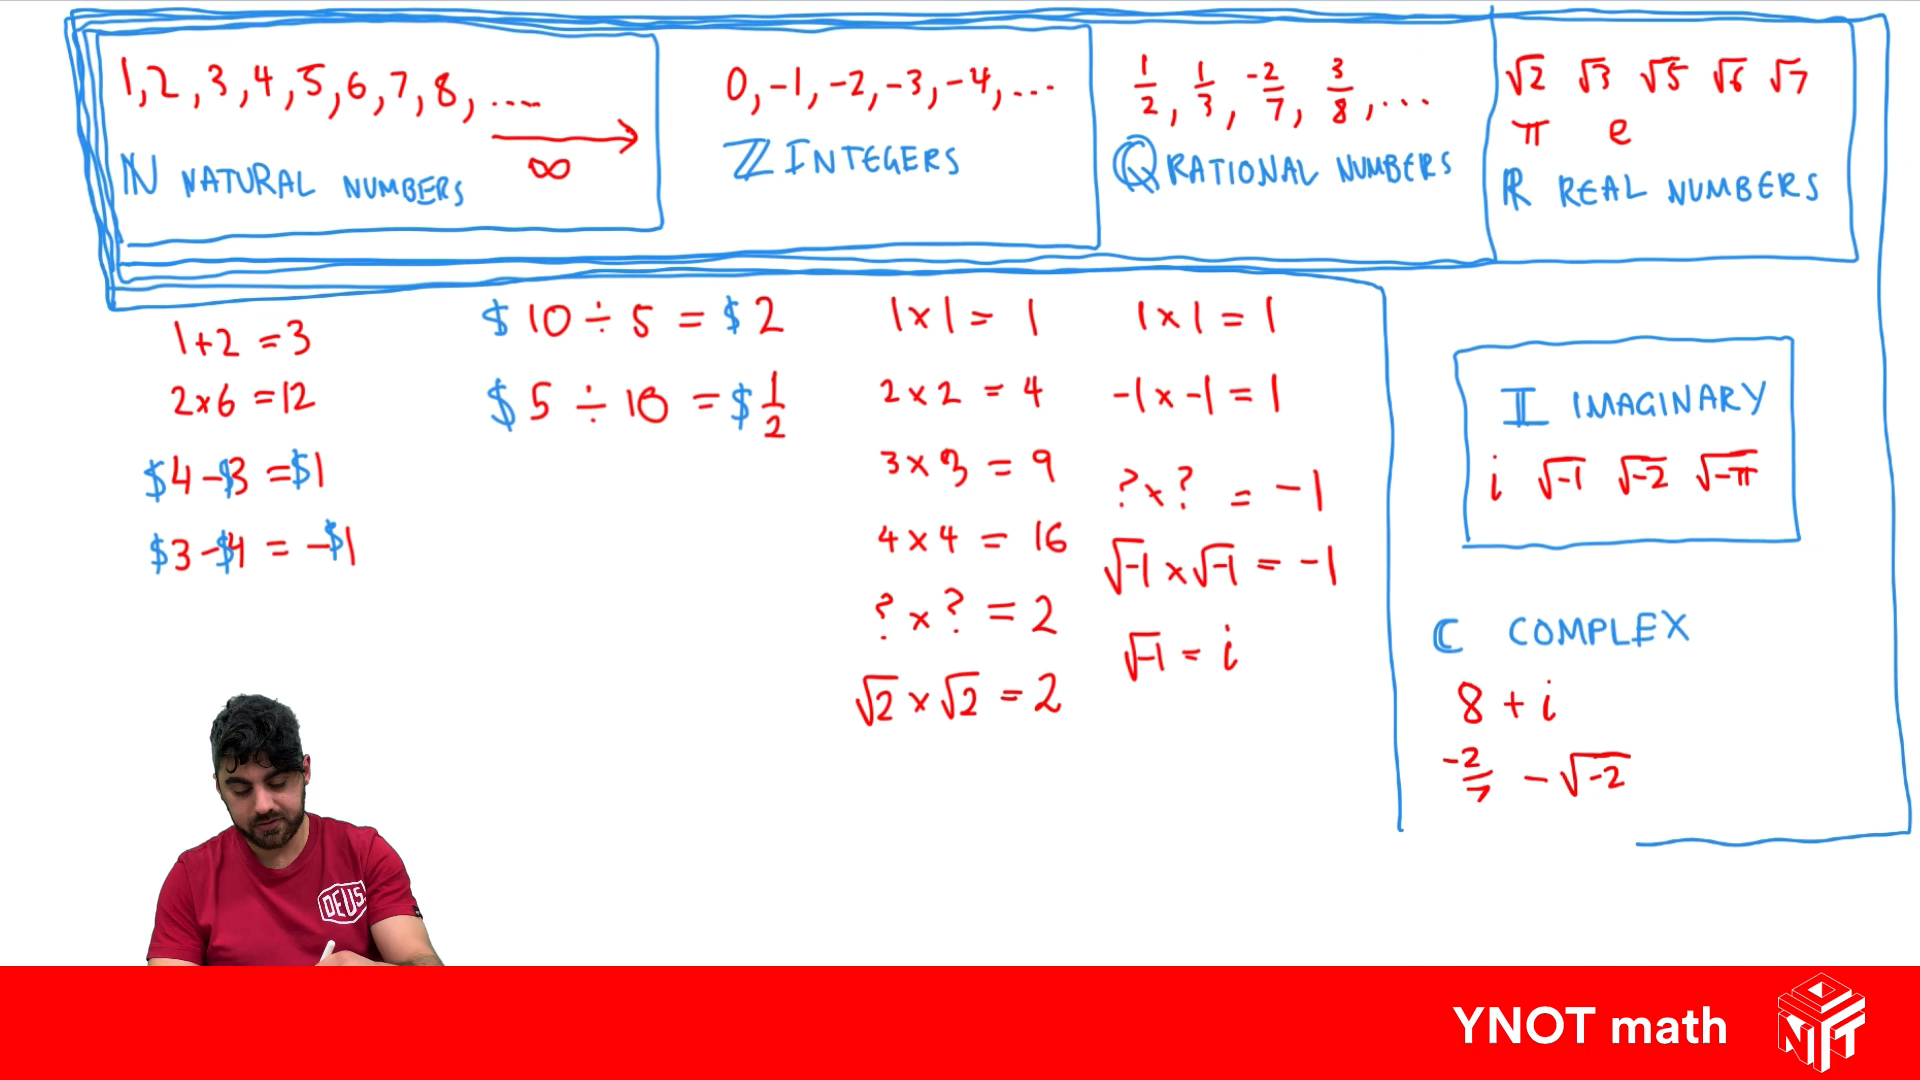 1, 2, 3, 4, 5, 6, 7, 8, ....
∞
ℕ NATURAL NUMBERS
0, -1, -2, -3, -4, ...
ℤ INTEGERS
1/2, 1/3, -2/7, 3/8, ...
ℚ RATIONAL NUMBERS
√2 √3 √5 √6 √7
π e
ℝ REAL NUMBERS
1+2 = 3
2×6 = 12
$4 - $3 = $1
$3 - $4 = -$1
$10 ÷ 5 = $2
$5 ÷ 10 = $1/2
1×1 = 1
2×2 = 4
3×3 = 9
4×4 = 16
?×? = 2
√2 × √2 = 2
1×1 = 1
-1×-1 = 1
?×? = -1
√-1 × √-1 = -1
√-1 = i
𝕀 IMAGINARY
i √-1 √-2 √-π
ℂ COMPLEX
8 + i
-2/7 - √-2
DEUS
YNOT math
YNOT